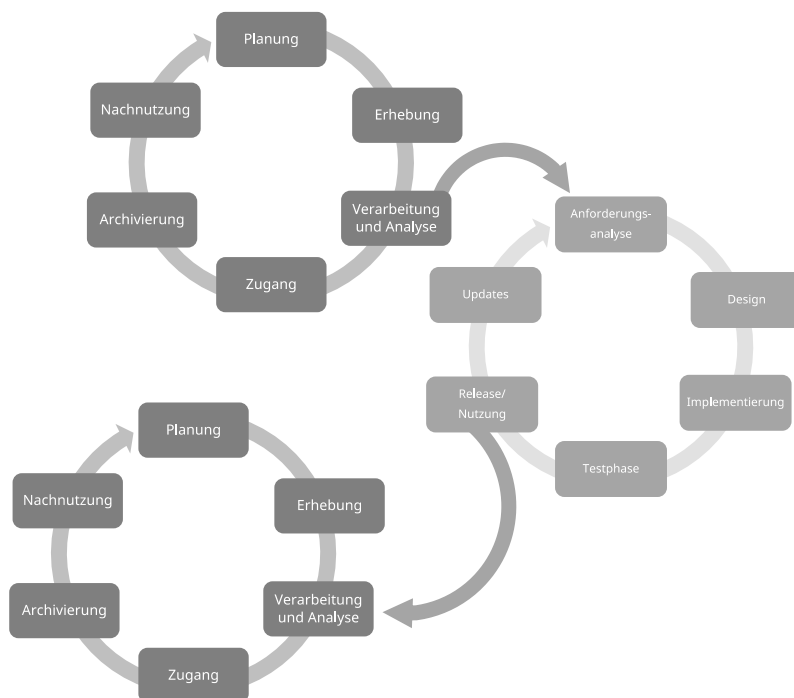 Planung
Erhebung
Verarbeitung
und Analyse
Zugang
Archivierung
Nachnutzung
Anforderungs-
analyse
Design
Implementierung
Testphase
Release/
Nutzung
Updates
Planung
Erhebung
Verarbeitung
und Analyse
Zugang
Archivierung
Nachnutzung